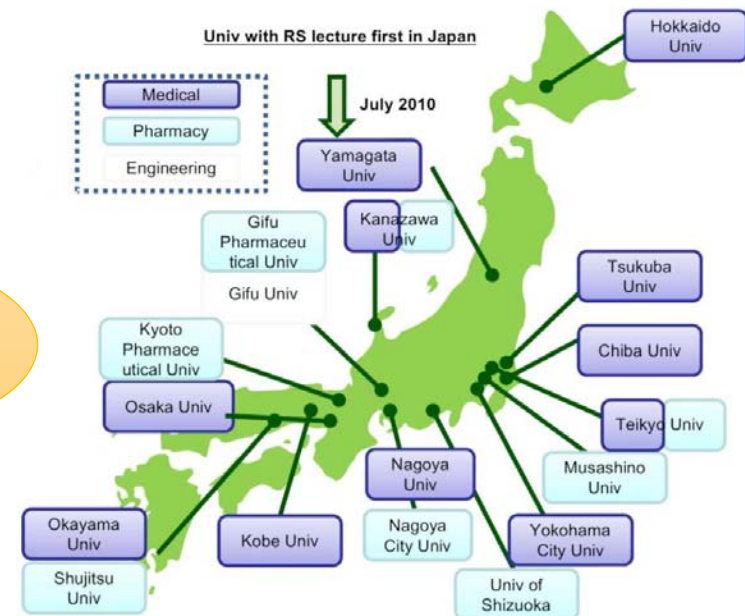 Univ with RS lecture first in Japan
Hokkaido
Univ
Medical
Pharmacy
Engineering
July 2010
Yamagata
Univ
Gifu
Pharmaceu
tical Univ
Gifu Univ
Kanazawa
Univ
Tsukuba
Univ
Kyoto
Pharmace
utical Univ
Chiba Univ
Osaka Univ
Teikyo Univ
Nagoya
Univ
Musashino
Univ
Okayama
Univ
Kobe Univ
Nagoya
City Univ
Yokohama
City Univ
Shujitsu
Univ
Univ of
Shizuoka